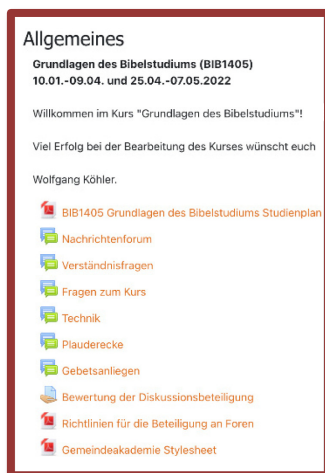 Allgemeines
Grundlagen des Bibelstudiums (BIB1405)
10.01.-09.04. und 25.04.-07.05.2022
Willkommen im Kurs "Grundlagen des Bibelstudiums"!
Viel Erfolg bei der Bearbeitung des Kurses wünscht euch
Wolfgang Köhler.
BIB1405 Grundlagen des Bibelstudiums Studienplan
Nachrichtenforum
Verständnisfragen
Fragen zum Kurs
Technik
Plauderecke
Gebetsanliegen
Bewertung der Diskussionsbeteiligung
Richtlinien für die Beteiligung an Foren
Gemeindeakademie Stylesheet